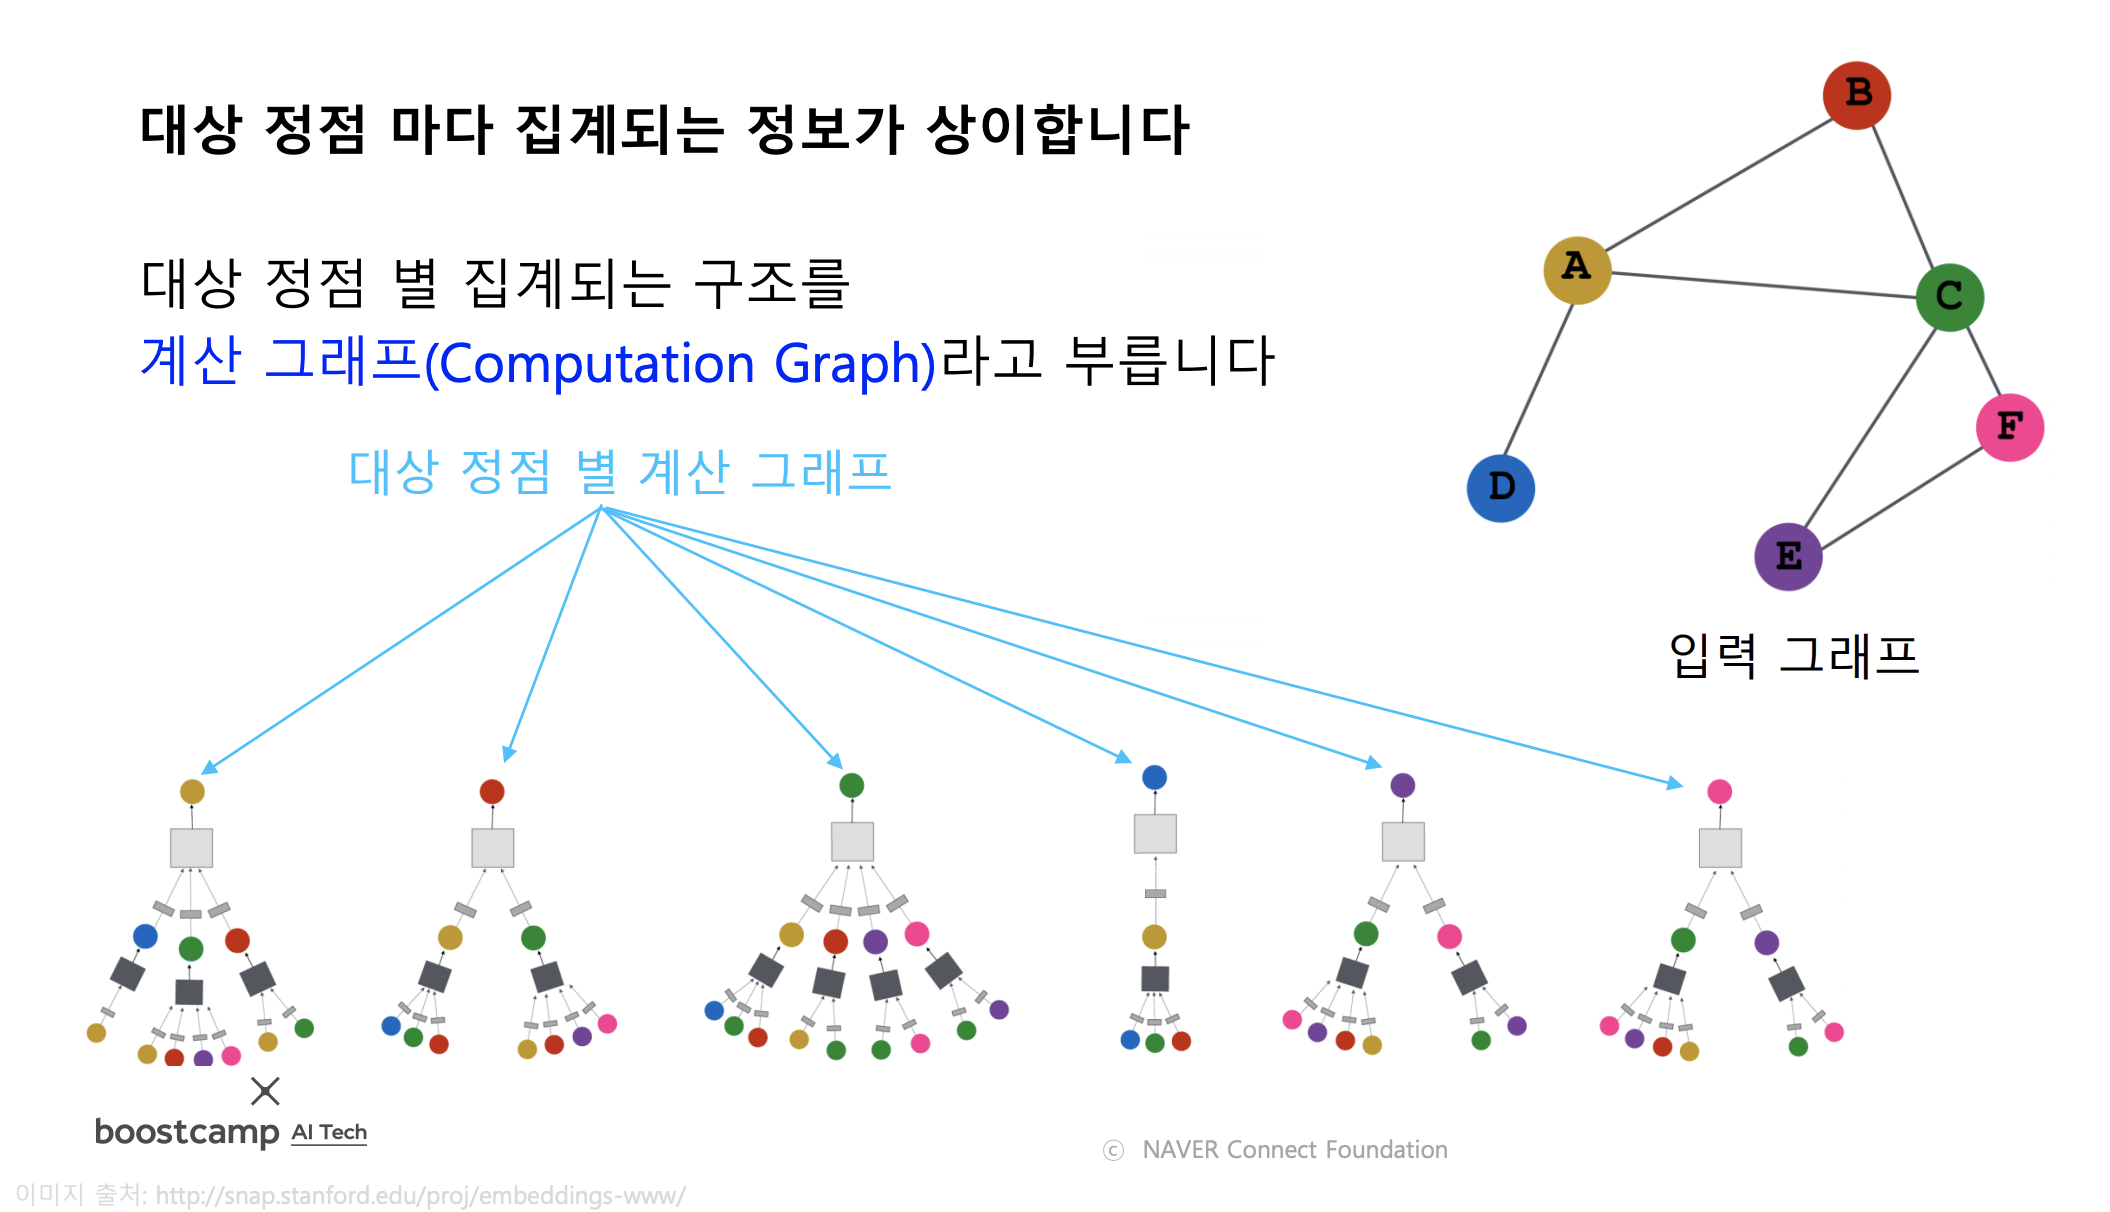 대상 정점 마다 집계되는 정보가 상이합니다
대상 정점 별 집계되는 구조를
계산 그래프(Computation Graph)라고 부릅니다
대상 정점 별 계산 그래프
B
A
C
F
D
E
입력 그래프
boostcamp AI Tech
ⓒ NAVER Connect Foundation
이미지 출처: http://snap.stanford.edu/proj/embeddings-www/